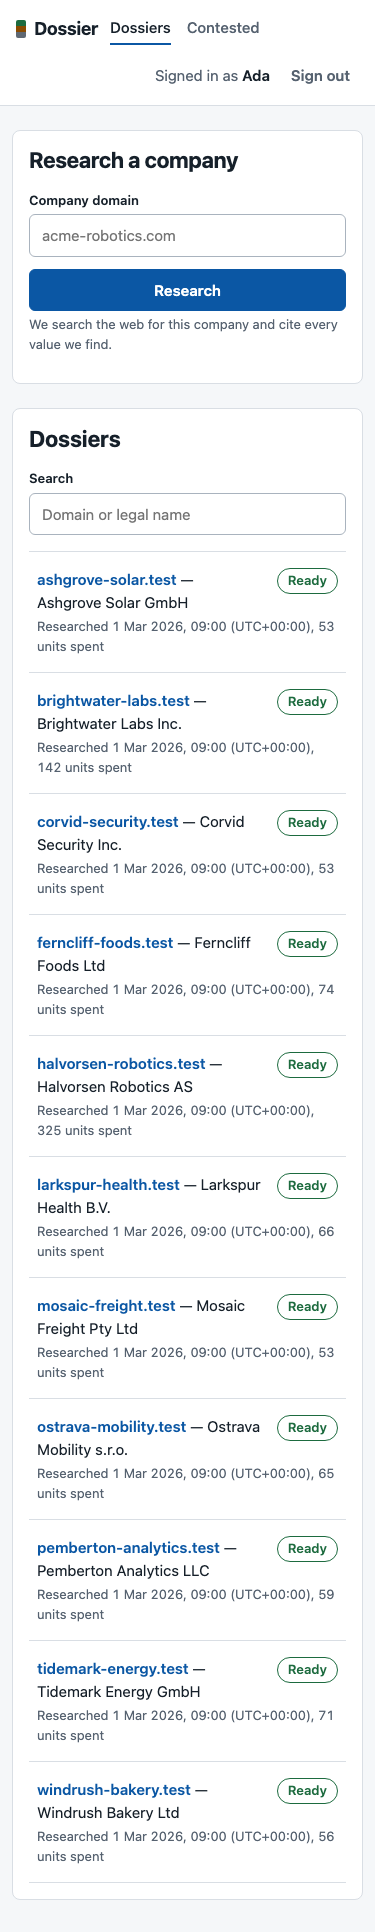 Dossier Dossiers Contested
Signed in as Ada Sign out
Research a company
Company domain
acme-robotics.com
Research
We search the web for this company and cite every
value we find.
Dossiers
Search
Domain or legal name
ashgrove-solar.test — Ready
Ashgrove Solar GmbH
Researched 1 Mar 2026, 09:00 (UTC+00:00), 53
units spent
brightwater-labs.test — Ready
Brightwater Labs Inc.
Researched 1 Mar 2026, 09:00 (UTC+00:00),
142 units spent
corvid-security.test — Corvid Ready
Security Inc.
Researched 1 Mar 2026, 09:00 (UTC+00:00), 53
units spent
ferncliff-foods.test — Ferncliff Ready
Foods Ltd
Researched 1 Mar 2026, 09:00 (UTC+00:00), 74
units spent
halvorsen-robotics.test — Ready
Halvorsen Robotics AS
Researched 1 Mar 2026, 09:00 (UTC+00:00),
325 units spent
larkspur-health.test — Larkspur Ready
Health B.V.
Researched 1 Mar 2026, 09:00 (UTC+00:00), 66
units spent
mosaic-freight.test — Mosaic Ready
Freight Pty Ltd
Researched 1 Mar 2026, 09:00 (UTC+00:00), 53
units spent
ostrava-mobility.test — Ostrava Ready
Mobility s.r.o.
Researched 1 Mar 2026, 09:00 (UTC+00:00), 65
units spent
pemberton-analytics.test — Ready
Pemberton Analytics LLC
Researched 1 Mar 2026, 09:00 (UTC+00:00), 59
units spent
tidemark-energy.test — Ready
Tidemark Energy GmbH
Researched 1 Mar 2026, 09:00 (UTC+00:00), 71
units spent
windrush-bakery.test — Ready
Windrush Bakery Ltd
Researched 1 Mar 2026, 09:00 (UTC+00:00), 56
units spent